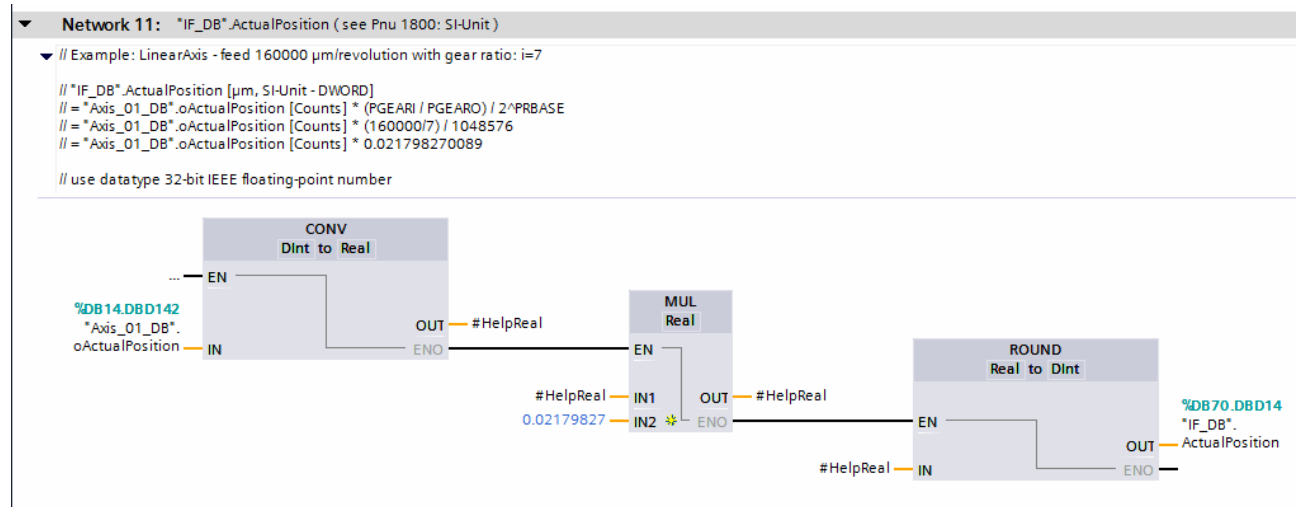 Network 11: "IF_DB".ActualPosition ( see Pnu 1800: SI-Unit )
// Example: LinearAxis - feed 160000 µm/revolution with gear ratio: i=7
// "IF_DB".ActualPosition [µm, SI-Unit - DWORD]
// = "Axis_01_DB".oActualPosition [Counts] * (PGEARI / PGEARO) / 2^PRBASE
// = "Axis_01_DB".oActualPosition [Counts] * (160000/7) / 1048576
// = "Axis_01_DB".oActualPosition [Counts] * 0.021798270089
// use datatype 32-bit IEEE floating-point number
CONV
DInt to Real
... EN
%DB14.DBD142
"Axis_01_DB".
oActualPosition IN
OUT #HelpReal
ENO
MUL
Real
EN
#HelpReal IN1 OUT #HelpReal
0.02179827 IN2 ENO
ROUND
Real to DInt
EN
#HelpReal IN
%DB70.DBD14
"IF_DB".
OUT ActualPosition
ENO